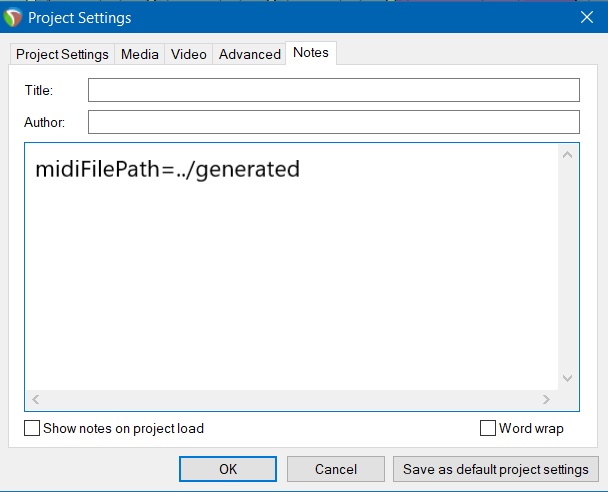 Project Settings
Project Settings Media Video Advanced Notes
Title:
Author:
midiFilePath=../generated
Show notes on project load Word wrap
OK Cancel Save as default project settings